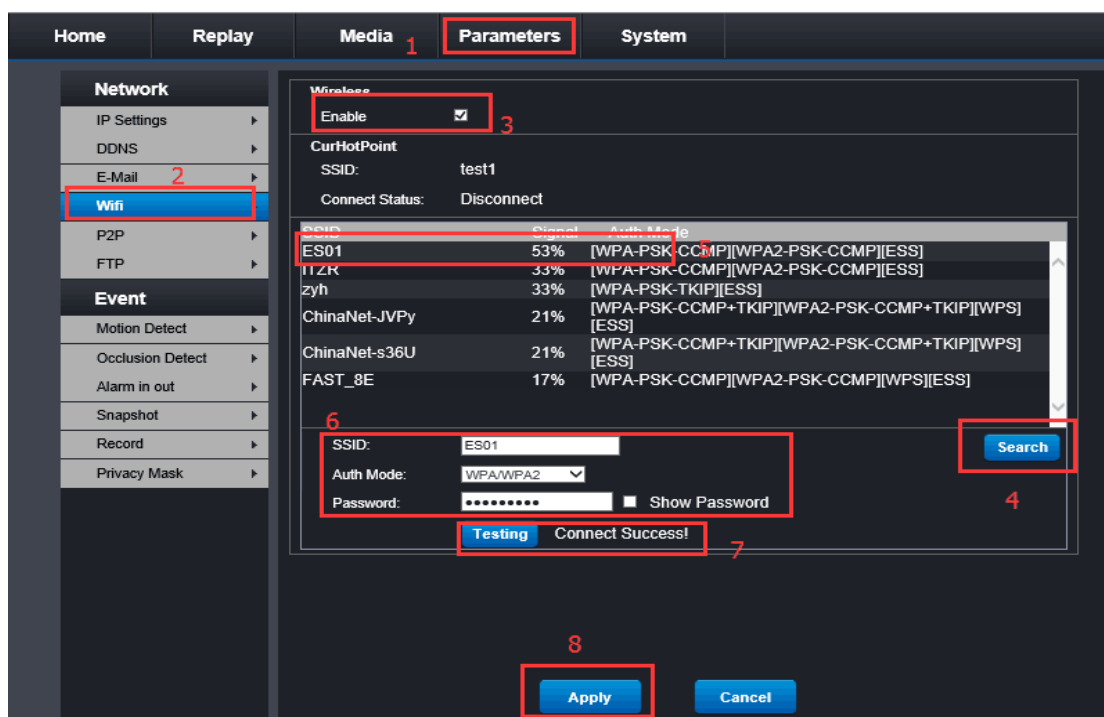 Home Replay Media 1 Parameters System
Network
IP Settings
DDNS
E-Mail 2
Wifi
P2P
FTP
Event
Motion Detect
Occlusion Detect
Alarm in out
Snapshot
Record
Privacy Mask
Wireless
Enable 3
CurHotPoint
SSID: test1
Connect Status: Disconnect
SSID Signal Auth Mode
5
ES01 53% [WPA-PSK-CCMP][WPA2-PSK-CCMP][ESS]
ITZR 33% [WPA-PSK-CCMP][WPA2-PSK-CCMP][ESS]
zyh 33% [WPA-PSK-TKIP][ESS]
ChinaNet-JVPy 21% [WPA-PSK-CCMP+TKIP][WPA2-PSK-CCMP+TKIP][WPS]
[ESS]
ChinaNet-s36U 21% [WPA-PSK-CCMP+TKIP][WPA2-PSK-CCMP+TKIP][WPS]
[ESS]
FAST_8E 17% [WPA-PSK-CCMP][WPA2-PSK-CCMP][WPS][ESS]
6
SSID: ES01
Search
Auth Mode: WPA/WPA2
4
Password: ••••••••• Show Password
Testing Connect Success! 7
8
Apply Cancel